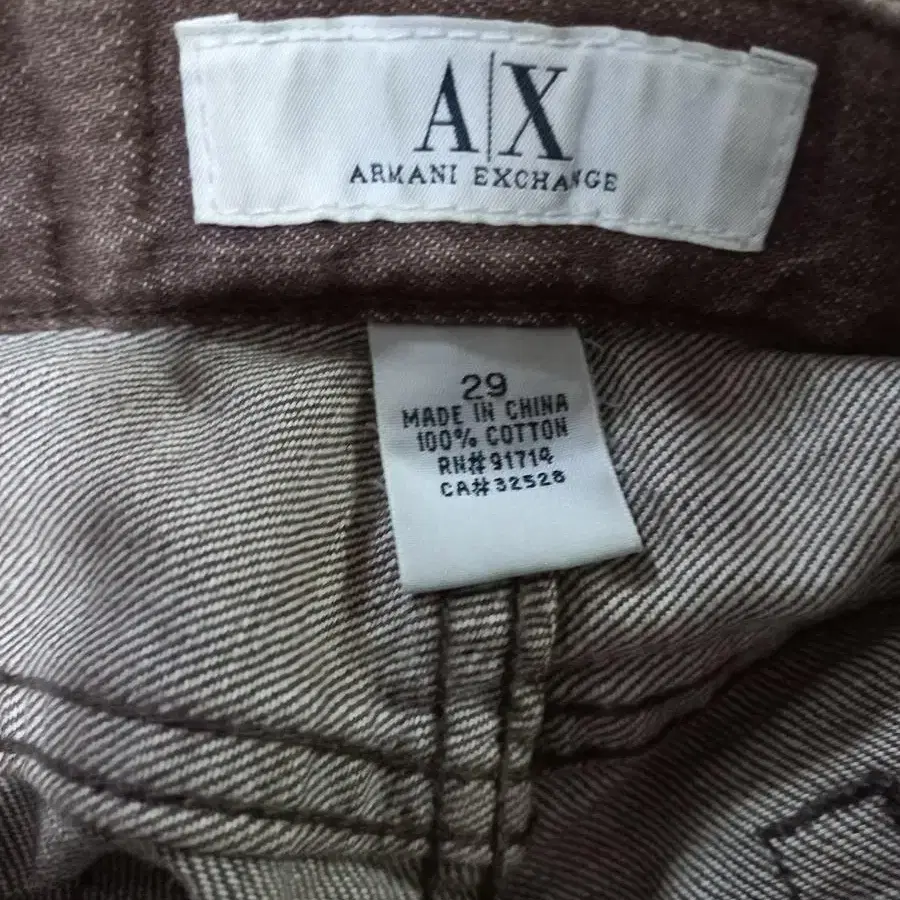 A|X
ARMANI EXCHANGE
29
MADE IN CHINA
100% COTTON
RN#91714
CA#32528